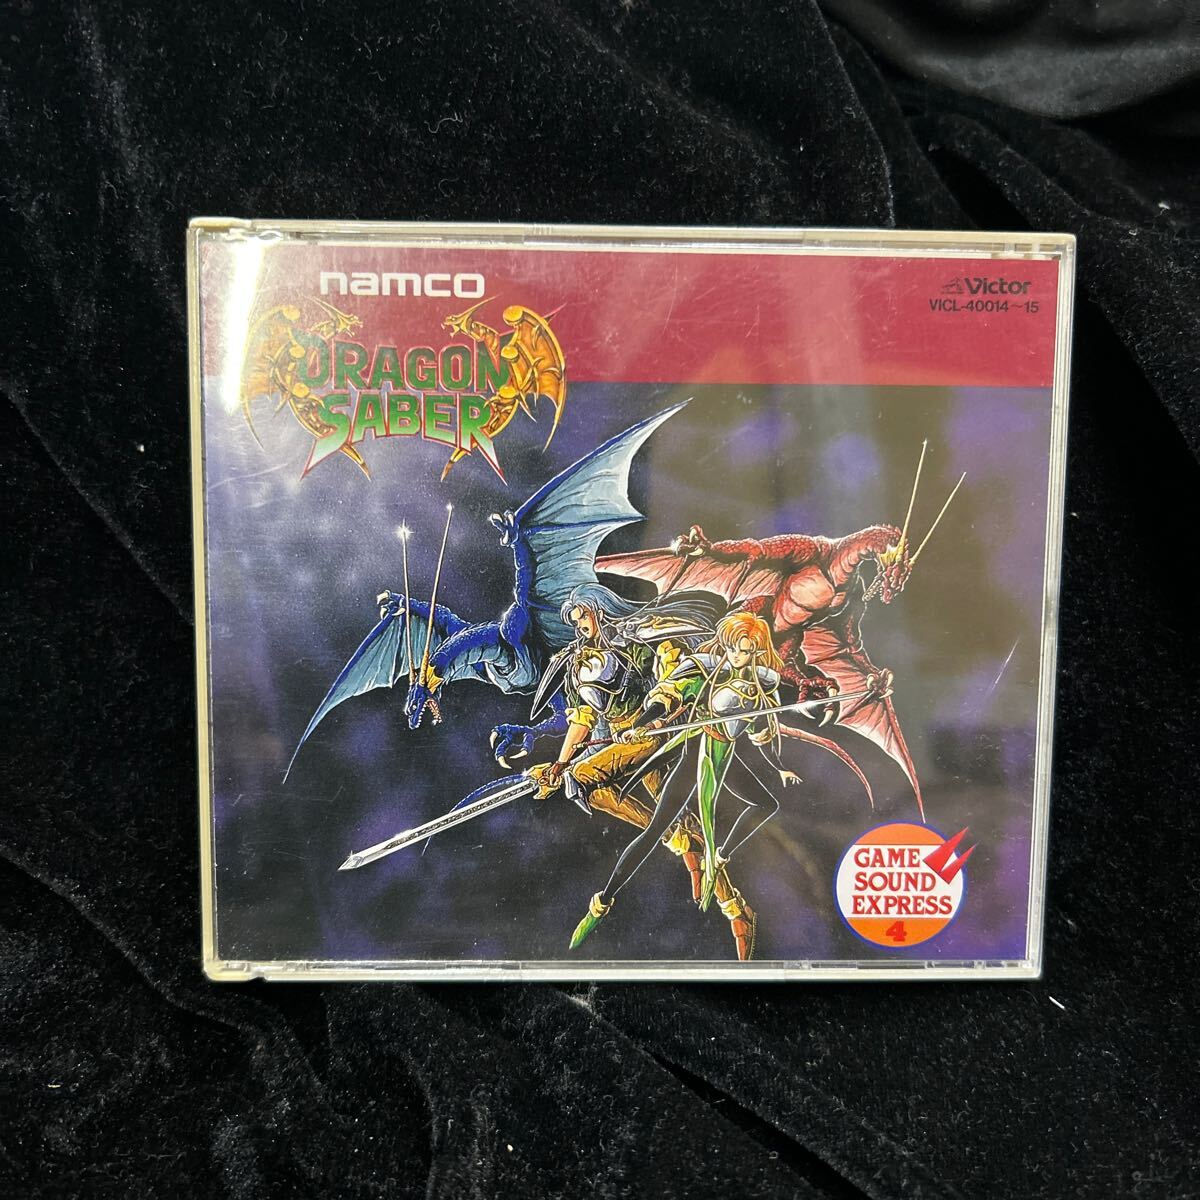 namco
Victor
VICL-40014~15
DRAGON
SABER
GAME
SOUND
EXPRESS
4